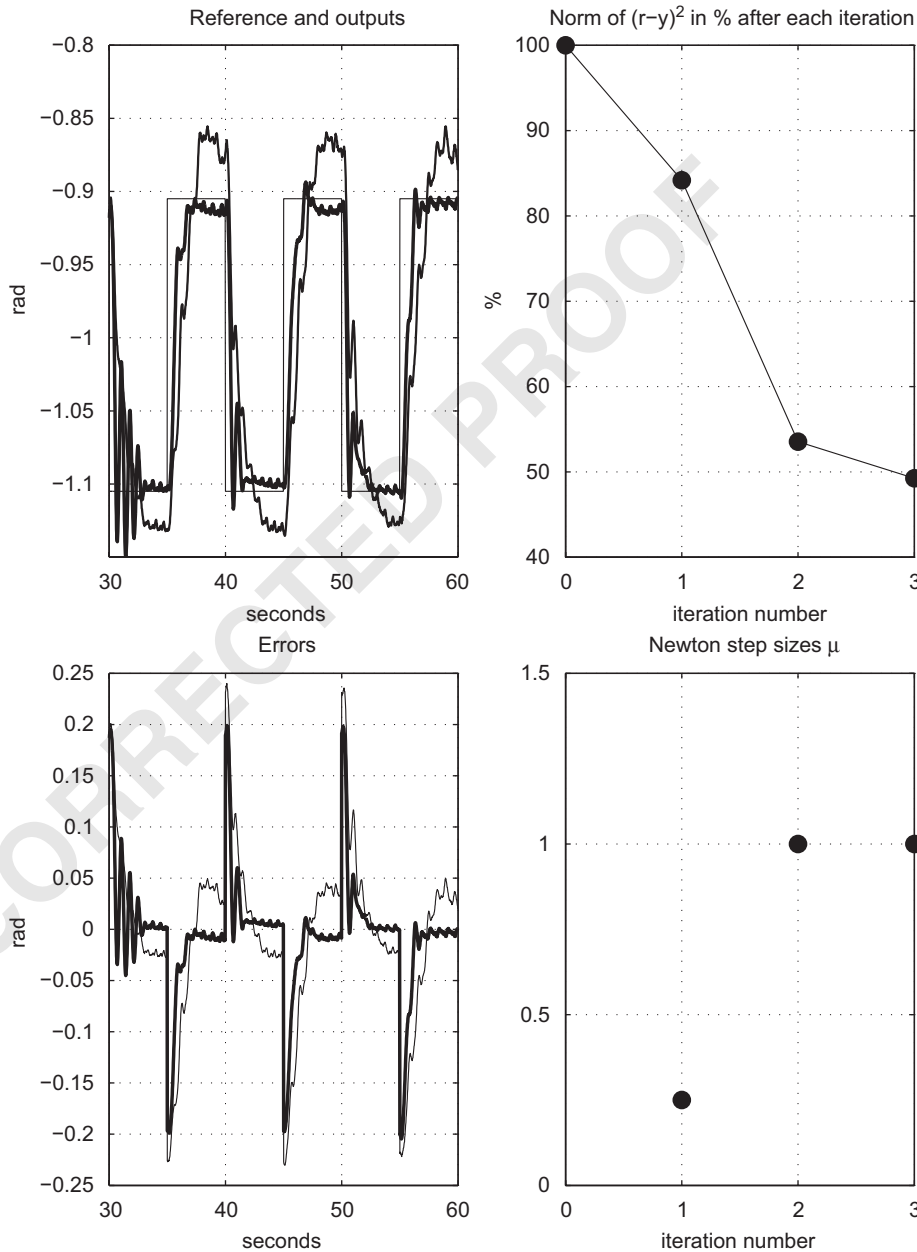 Reference and outputs
−0.8
−0.85
−0.9
−0.95
−1
−1.05
−1.1
rad
30 40 50 60
seconds
Norm of (r−y)² in % after each iteration
100
90
80
70
60
50
40
%
0 1 2 3
iteration number
Errors
0.25
0.2
0.15
0.1
0.05
0
−0.05
−0.1
−0.15
−0.2
−0.25
rad
30 40 50 60
seconds
Newton step sizes μ
1.5
1
0.5
0
0 1 2 3
iteration number
CORRECTED PROOF